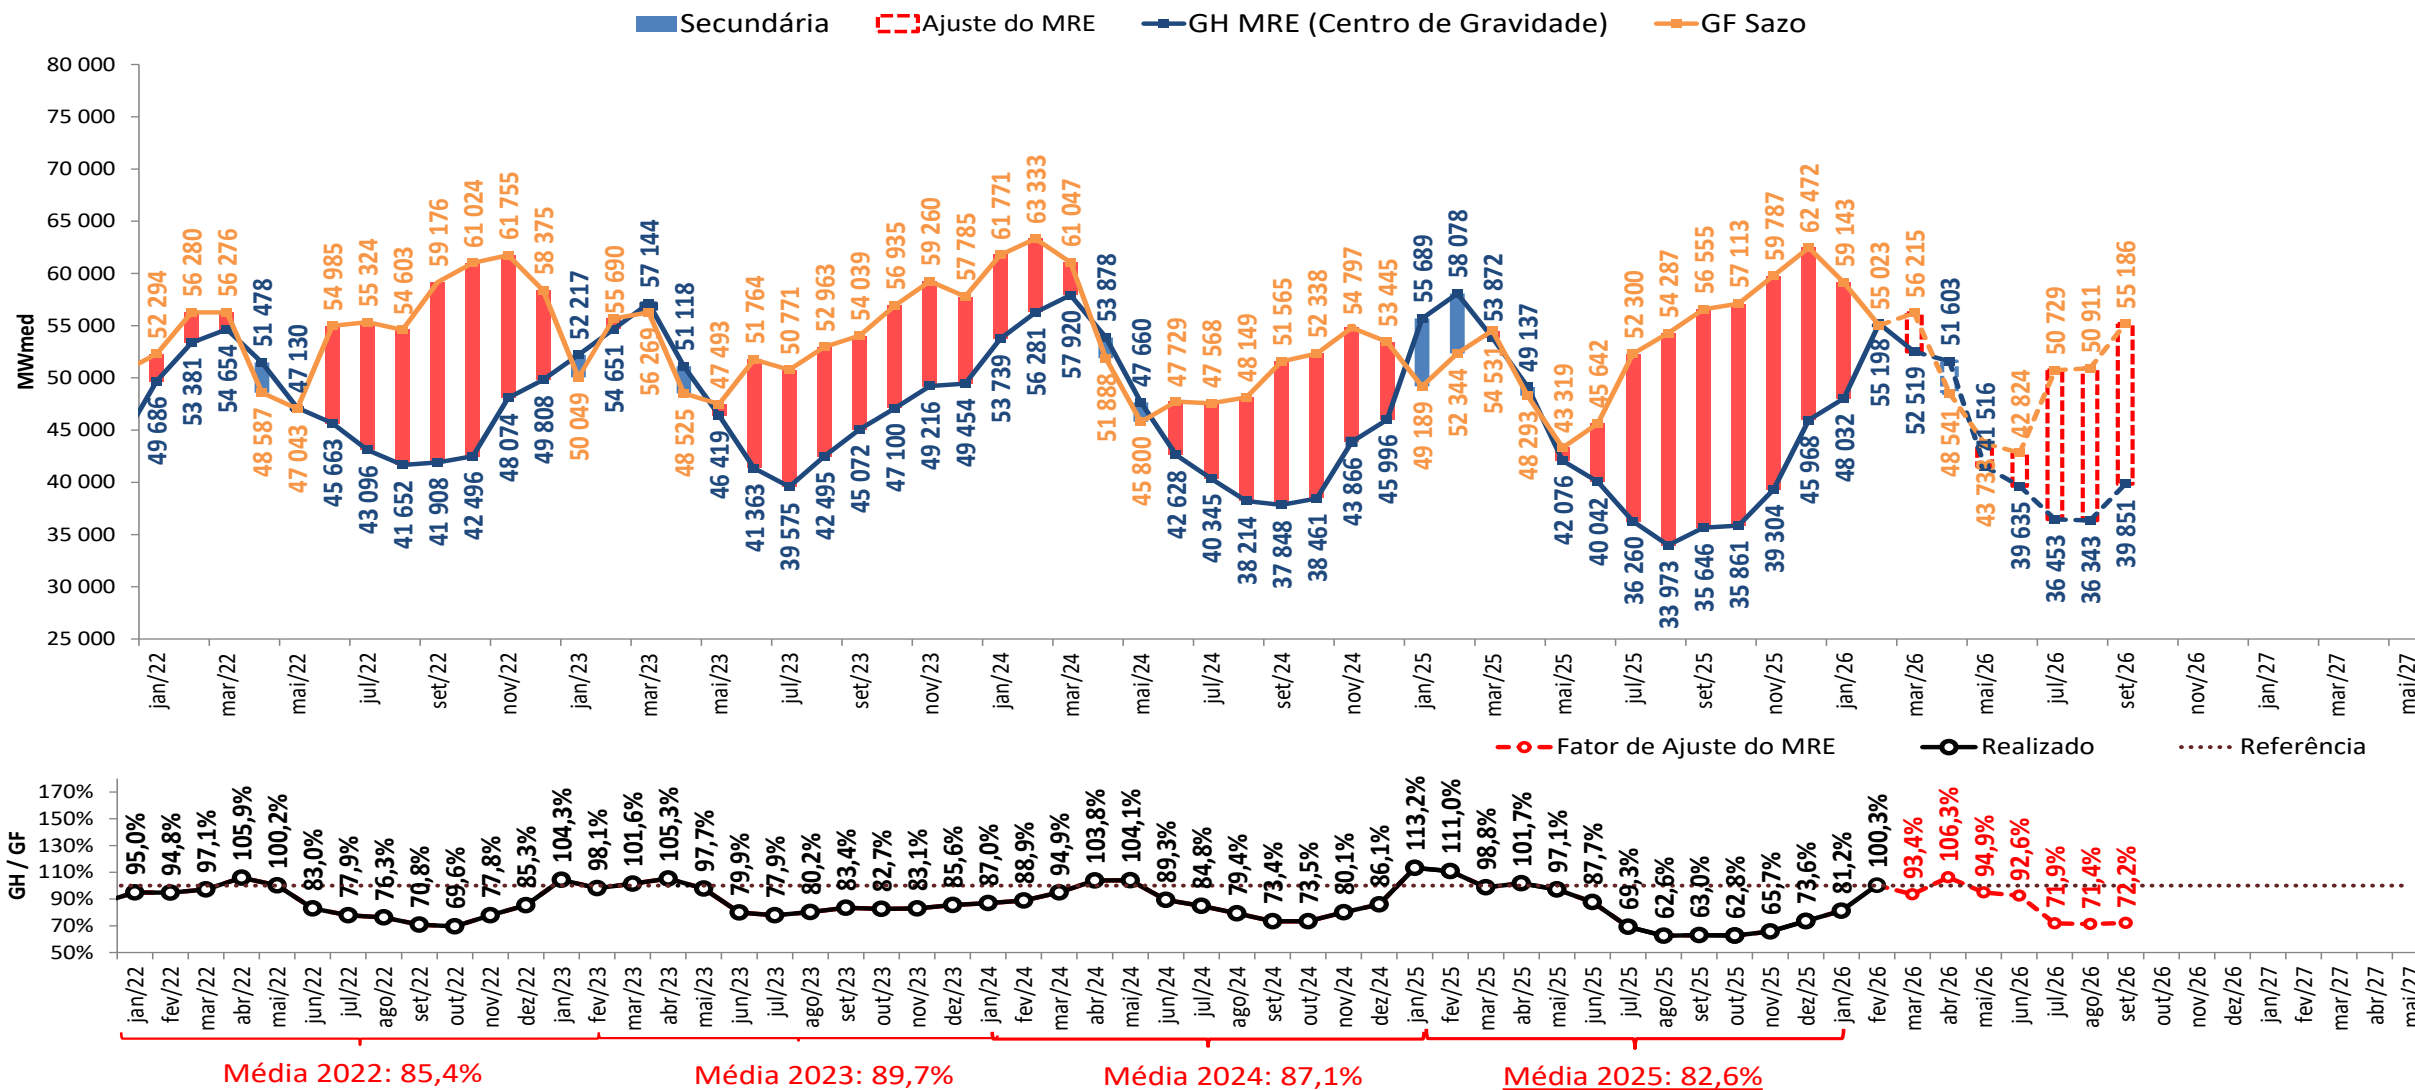 Secundária Ajuste do MRE GH MRE (Centro de Gravidade) GF Sazo
MWmed
80 000
75 000
70 000
65 000
60 000
55 000
50 000
45 000
40 000
35 000
30 000
25 000
52 294 56 280 56 276 48 587 47 043 54 985 55 324 54 603 59 176 61 024 61 755 58 375 50 049 55 690 56 269 48 525 47 493 51 764 50 771 52 963 54 039 56 935 59 260 57 785 61 771 63 333 61 047 51 888 45 800 47 729 47 568 48 149 51 565 52 338 54 797 53 445 49 189 52 344 54 531 48 293 43 319 45 642 52 300 54 287 56 555 57 113 59 787 62 472 59 143 55 023 56 215 48 541 42 824 50 729 50 911 55 186
49 686 53 381 54 654 51 478 47 130 45 663 43 096 41 652 41 908 42 496 48 074 49 808 52 217 54 651 57 144 51 118 46 419 41 363 39 575 42 495 45 072 47 100 49 216 49 454 53 739 56 281 57 920 53 878 47 660 42 628 40 345 38 214 37 848 38 461 43 866 45 996 55 689 58 078 53 872 49 137 42 076 40 042 36 260 33 973 35 646 35 861 39 304 45 968 48 032 55 198 52 519 51 603 41 516 39 635 36 453 36 343 39 851
jan/22 mar/22 mai/22 jul/22 set/22 nov/22 jan/23 mar/23 mai/23 jul/23 set/23 nov/23 jan/24 mar/24 mai/24 jul/24 set/24 nov/24 jan/25 mar/25 mai/25 jul/25 set/25 nov/25 jan/26 mar/26 mai/26 jul/26 set/26 nov/26 jan/27 mar/27 mai/27
Fator de Ajuste do MRE Realizado Referência
GH / GF
170%
150%
130%
110%
90%
70%
50%
95,0% 94,8% 97,1% 105,9% 100,2% 83,0% 77,9% 76,3% 70,8% 69,6% 77,8% 85,3% 104,3% 98,1% 101,6% 105,3% 97,7% 79,9% 77,9% 80,2% 83,4% 82,7% 83,1% 85,6% 87,0% 88,9% 94,9% 103,8% 104,1% 89,3% 84,8% 79,4% 73,4% 73,5% 80,1% 86,1% 113,2% 111,0% 98,8% 101,7% 97,1% 87,7% 69,3% 62,6% 63,0% 62,8% 65,7% 73,6% 81,2% 100,3% 93,4% 106,3% 94,9% 92,6% 71,9% 71,4% 72,2%
jan/22 fev/22 mar/22 abr/22 mai/22 jun/22 jul/22 ago/22 set/22 out/22 nov/22 dez/22 jan/23 fev/23 mar/23 abr/23 mai/23 jun/23 jul/23 ago/23 set/23 out/23 nov/23 dez/23 jan/24 fev/24 mar/24 abr/24 mai/24 jun/24 jul/24 ago/24 set/24 out/24 nov/24 dez/24 jan/25 fev/25 mar/25 abr/25 mai/25 jun/25 jul/25 ago/25 set/25 out/25 nov/25 dez/25 jan/26 fev/26 mar/26 abr/26 mai/26 jun/26 jul/26 ago/26 set/26 out/26 nov/26 dez/26 jan/27 fev/27 mar/27 abr/27 mai/27
Média 2022: 85,4% Média 2023: 89,7% Média 2024: 87,1% Média 2025: 82,6%